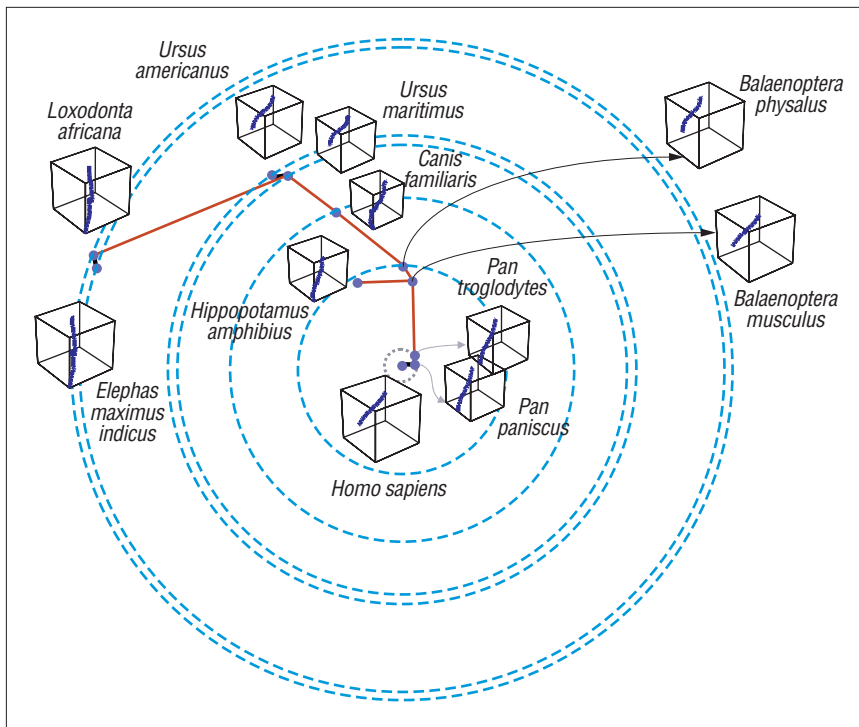 Ursus
americanus
Ursus
maritimus
Balaenoptera
physalus
Loxodonta
africana
Canis
familiaris
Pan
troglodytes
Hippopotamus
amphibius
Balaenoptera
musculus
Elephas
maximus
indicus
Pan
paniscus
Homo sapiens